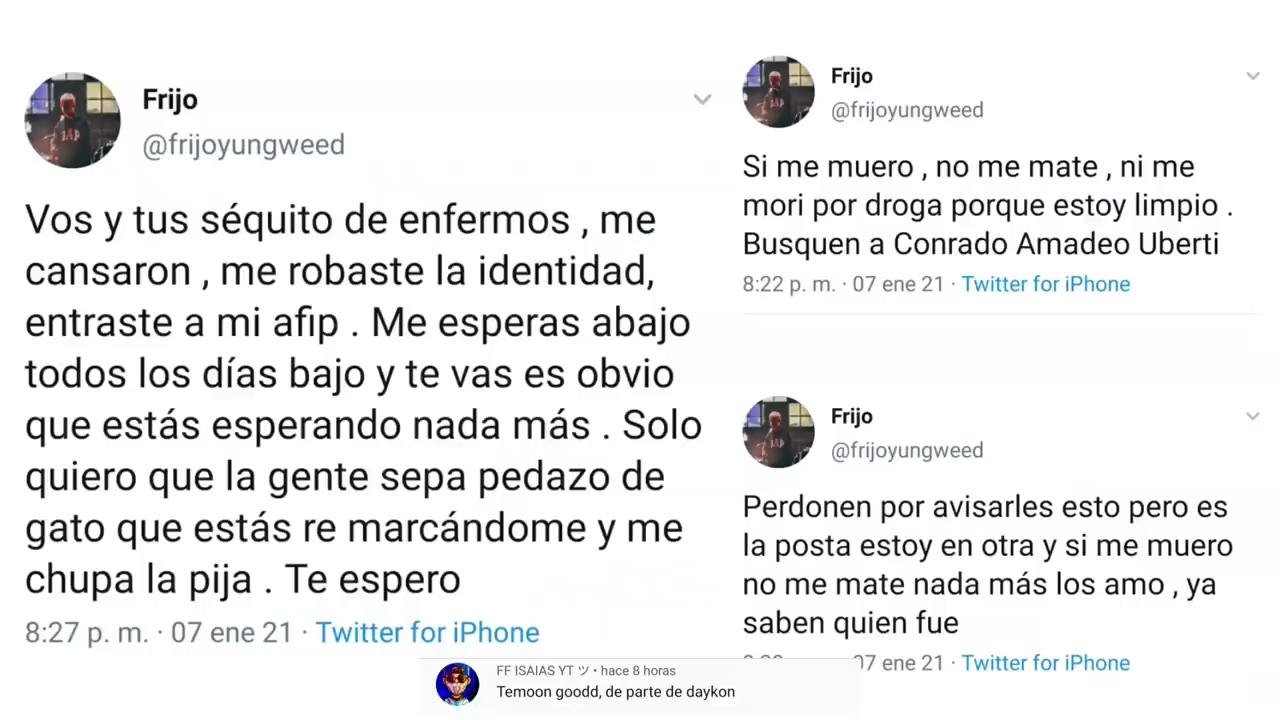 Frijo
@frijoyungweed
Vos y tus séquito de enfermos , me
cansaron , me robaste la identidad,
entraste a mi afip . Me esperas abajo
todos los días bajo y te vas es obvio
que estás esperando nada más . Solo
quiero que la gente sepa pedazo de
gato que estás re marcándome y me
chupa la pija . Te espero
8:27 p. m. · 07 ene 21 · Twitter for iPhone
Frijo
@frijoyungweed
Si me muero , no me mate , ni me
mori por droga porque estoy limpio .
Busquen a Conrado Amadeo Uberti
8:22 p. m. · 07 ene 21 · Twitter for iPhone
Frijo
@frijoyungweed
Perdonen por avisarles esto pero es
la posta estoy en otra y si me muero
no me mate nada más los amo , ya
saben quien fue
07 ene 21 · Twitter for iPhone
FF ISAIAS YT ツ • hace 8 horas
Temoon goodd, de parte de daykon